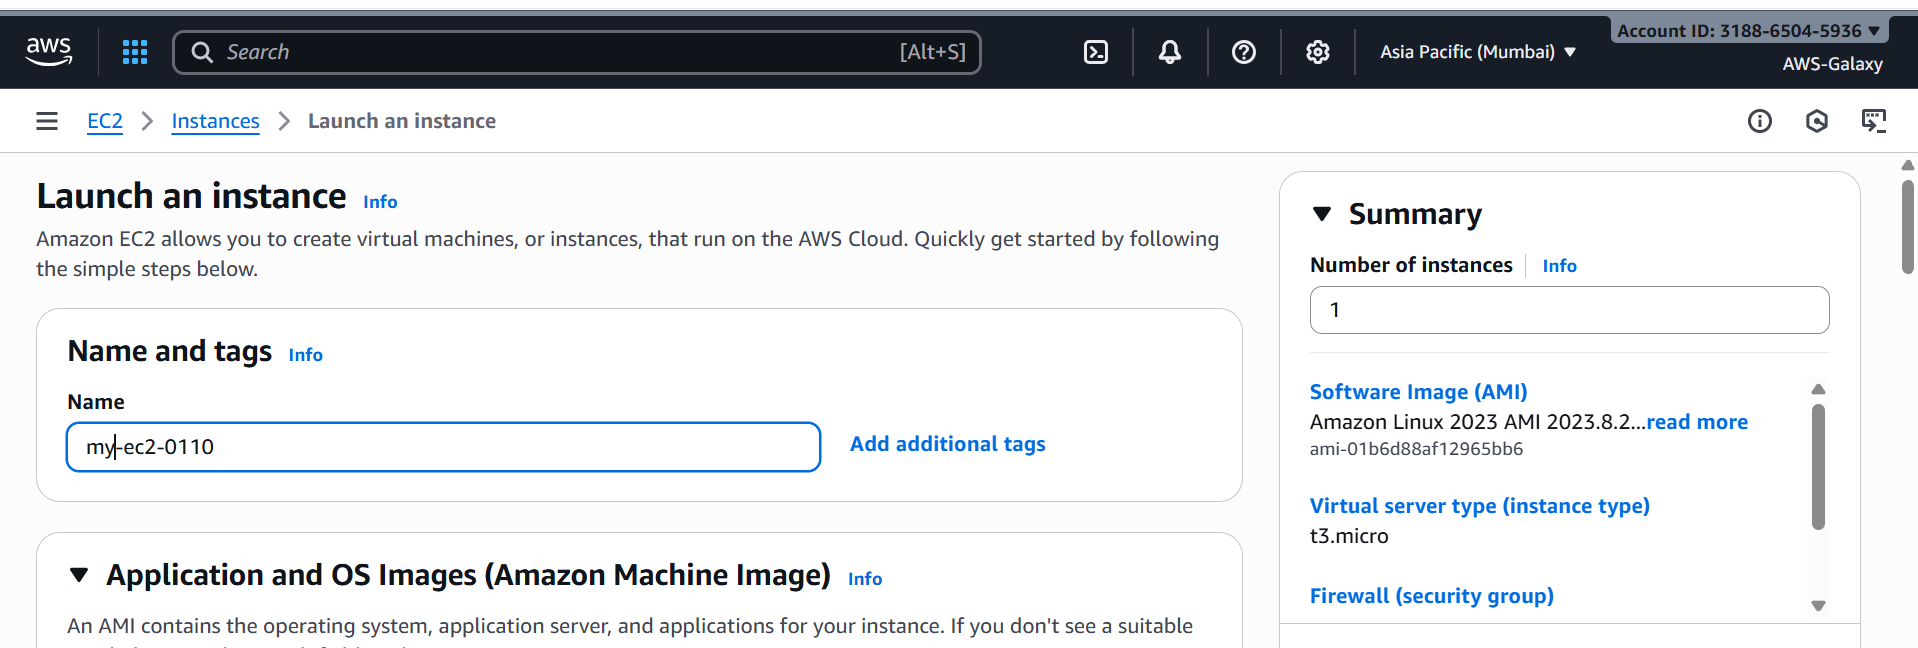 aws
Search
[Alt+S]
Asia Pacific (Mumbai)
Account ID: 3188-6504-5936
AWS-Galaxy
EC2
Instances
Launch an instance
Launch an instance
Info
Amazon EC2 allows you to create virtual machines, or instances, that run on the AWS Cloud. Quickly get started by following
the simple steps below.
Name and tags
Info
Name
my-ec2-0110
Add additional tags
Application and OS Images (Amazon Machine Image)
Info
An AMI contains the operating system, application server, and applications for your instance. If you don't see a suitable
Summary
Number of instances
Info
1
Software Image (AMI)
Amazon Linux 2023 AMI 2023.8.2...read more
ami-01b6d88af12965bb6
Virtual server type (instance type)
t3.micro
Firewall (security group)